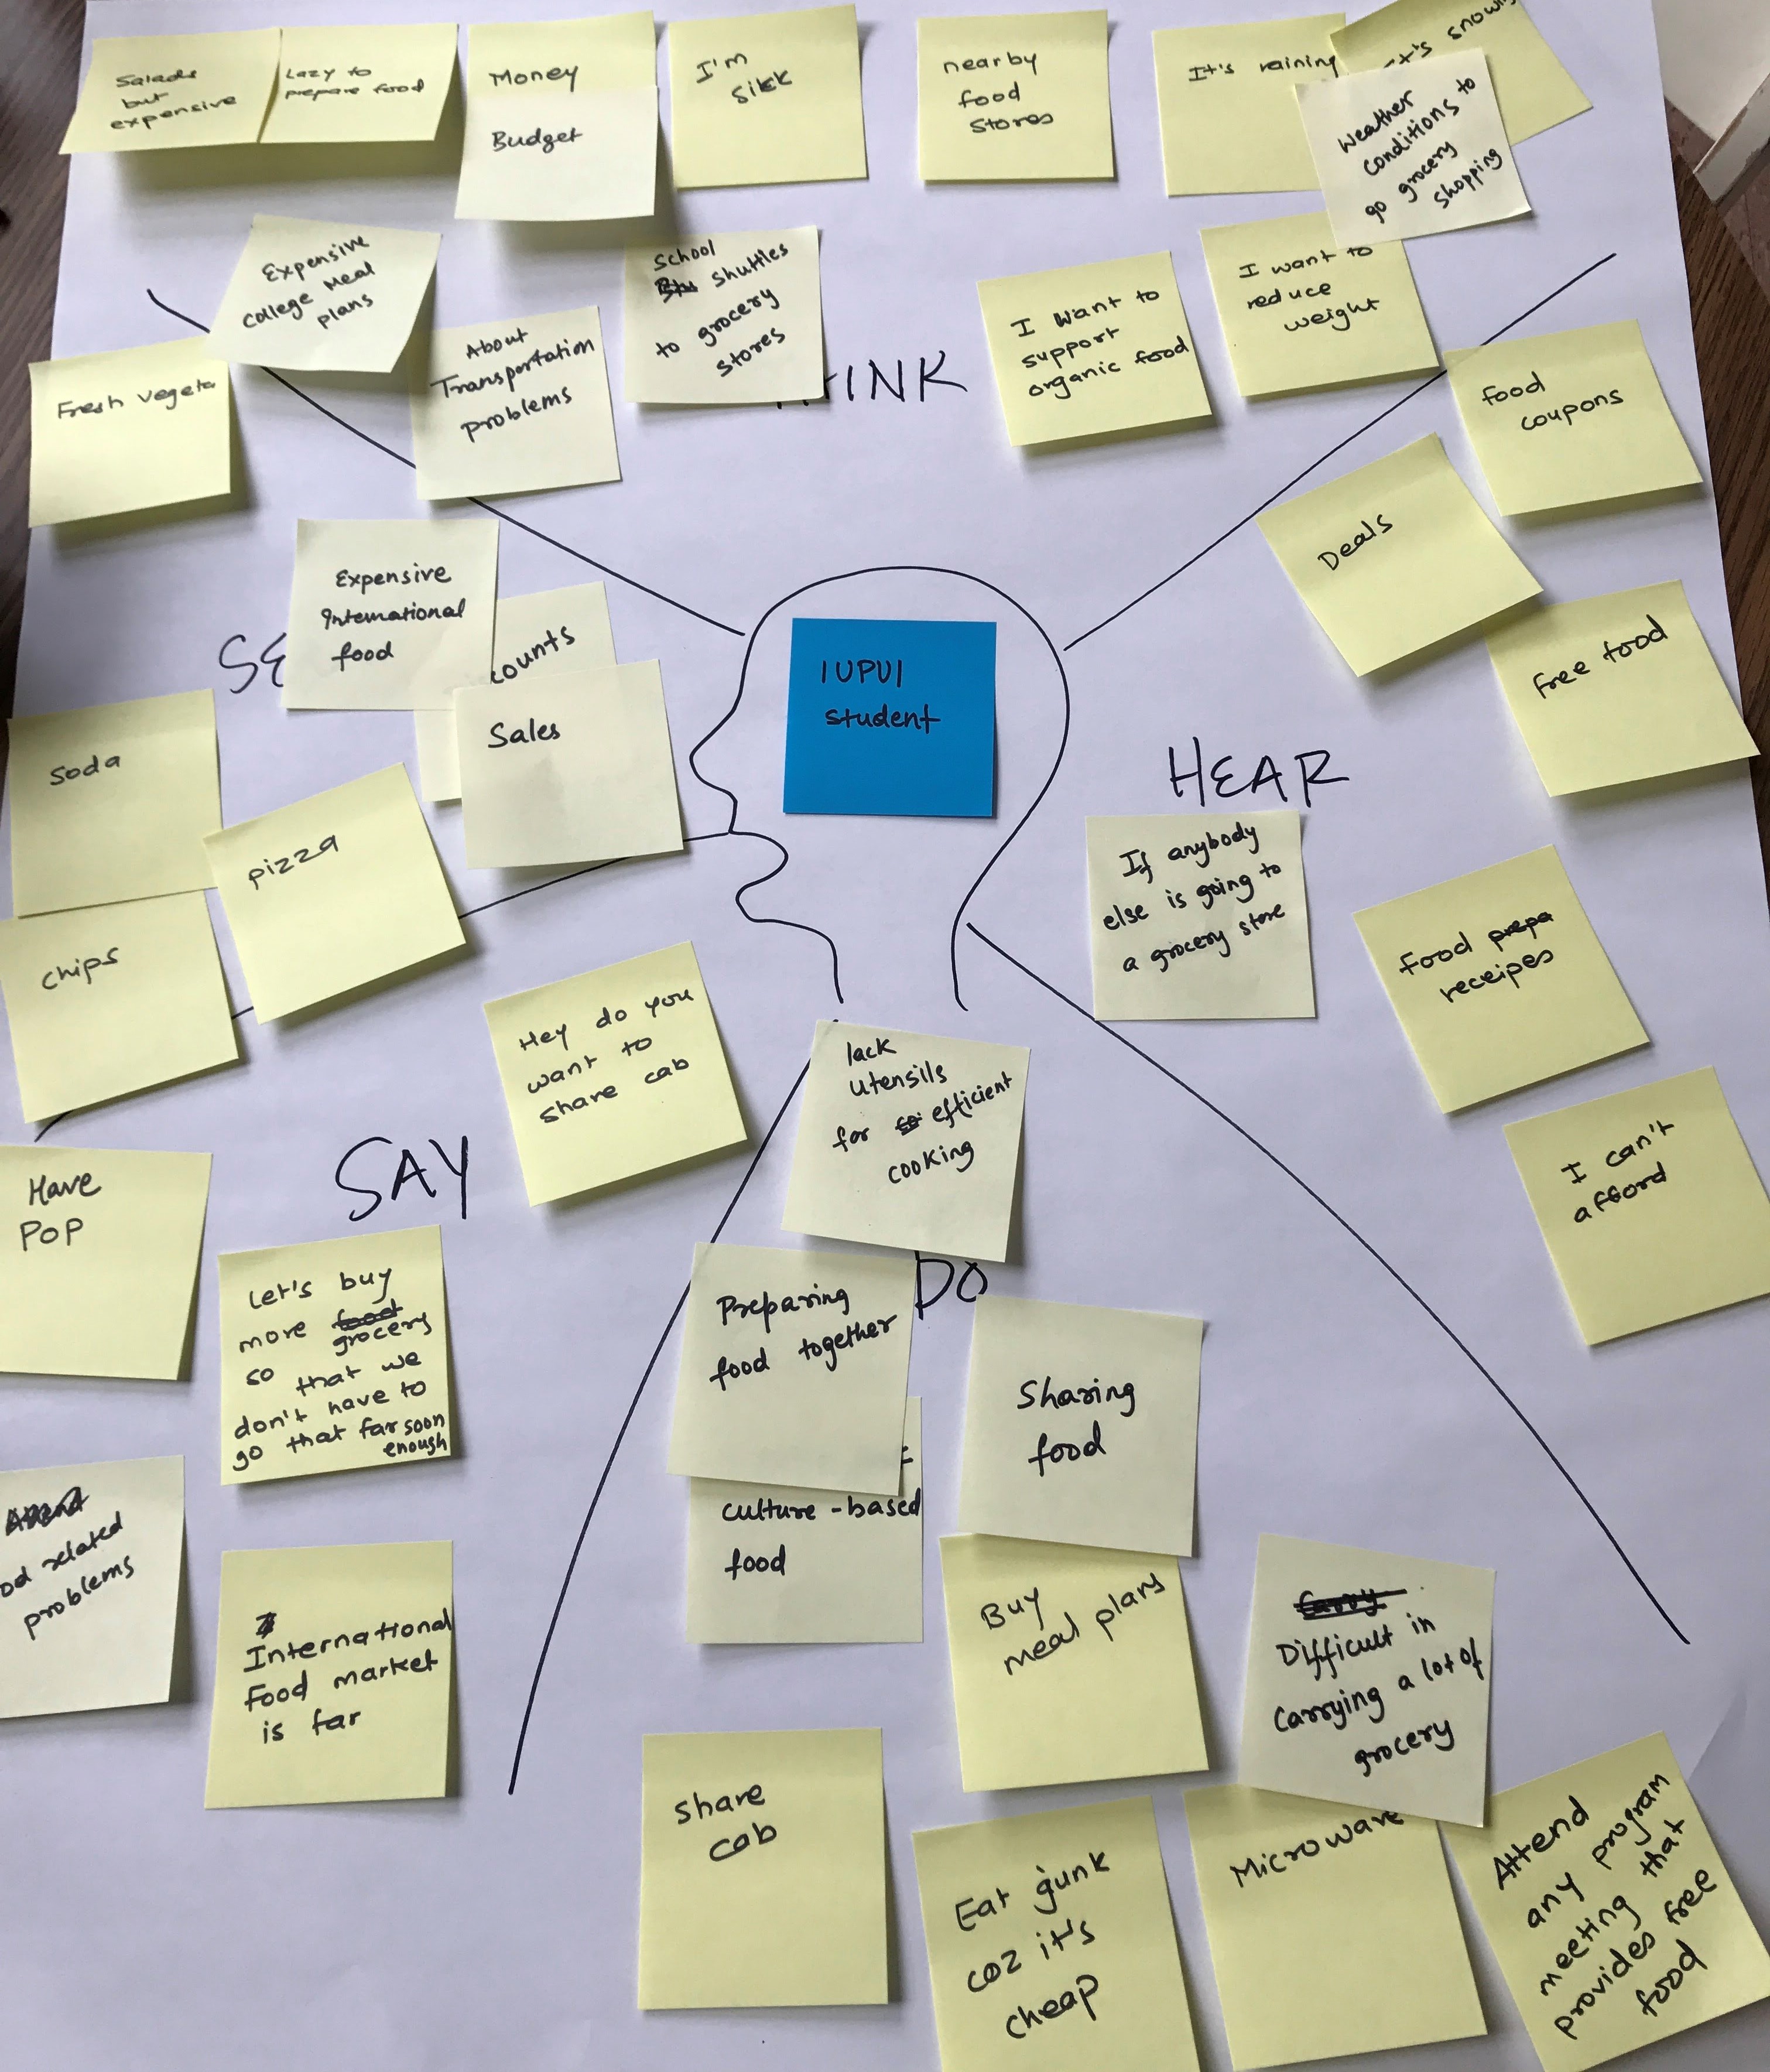 Salads
but
expensive
Lazy to
prepare food
Money
Budget
I'm
Sikk
nearby
food
stores
It's raining
It's snowing
Weather
conditions to
go grocery
shopping
Expensive
college Meal
plans
About
Transportation
problems
School
shuttles
to grocery
stores
I want to
support
organic food
I want to
reduce
weight
Fresh vegeta
HINK
food
coupons
Deals
free food
Expensive
International
food
SE
counts
Sales
IUPUI
student
HEAR
If anybody
else is going to
a grocery store
Soda
pizza
chips
Food prepa
receipes
I can't
afford
Hey do you
want to
share cab
SAY
Have
POP
Let's buy
more food
grocery
so that we
don't have to
go that far soon
enough
od related
problems
International
Food market
is far
lack
utensils
for efficient
cooking
DO
Preparing
food together
culture-based
food
Sharing
food
Buy
meal plans
Difficult in
carrying a lot of
grocery
share
cab
Eat junk
coz it's
cheap
Microwave
Attend
any program
meeting that
provides free
food